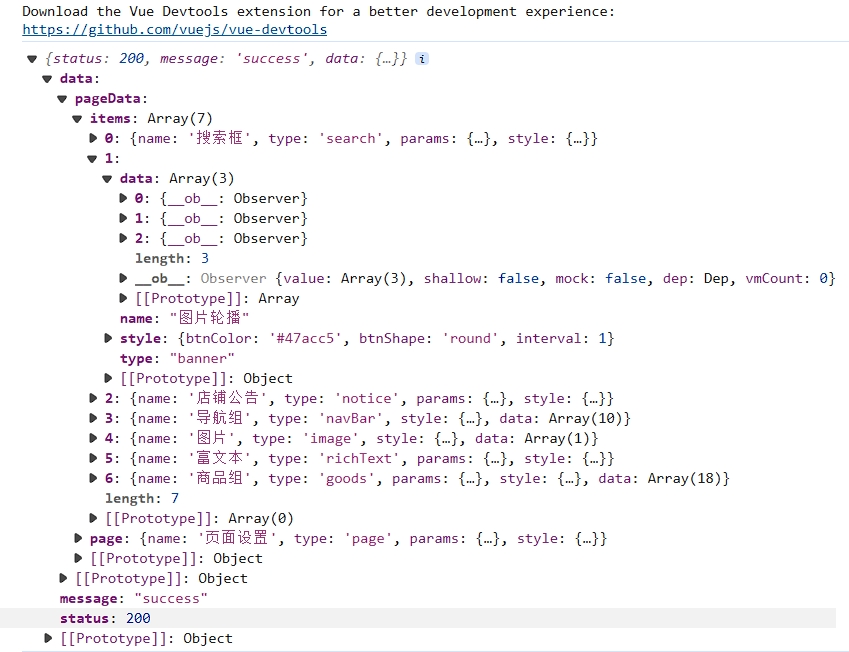 Download the Vue Devtools extension for a better development experience:
https://github.com/vuejs/vue-devtools
▼ {status: 200, message: 'success', data: {…}} i
▼ data:
▼ pageData:
▼ items: Array(7)
▶ 0: {name: '搜索框', type: 'search', params: {…}, style: {…}}
▼ 1:
▼ data: Array(3)
▶ 0: {__ob__: Observer}
▶ 1: {__ob__: Observer}
▶ 2: {__ob__: Observer}
length: 3
▶ __ob__: Observer {value: Array(3), shallow: false, mock: false, dep: Dep, vmCount: 0}
▶ [[Prototype]]: Array
name: "图片轮播"
▶ style: {btnColor: '#47acc5', btnShape: 'round', interval: 1}
type: "banner"
▶ [[Prototype]]: Object
▶ 2: {name: '店铺公告', type: 'notice', params: {…}, style: {…}}
▶ 3: {name: '导航组', type: 'navBar', style: {…}, data: Array(10)}
▶ 4: {name: '图片', type: 'image', style: {…}, data: Array(1)}
▶ 5: {name: '富文本', type: 'richText', params: {…}, style: {…}}
▶ 6: {name: '商品组', type: 'goods', params: {…}, style: {…}, data: Array(18)}
length: 7
▶ [[Prototype]]: Array(0)
▶ page: {name: '页面设置', type: 'page', params: {…}, style: {…}}
▶ [[Prototype]]: Object
▶ [[Prototype]]: Object
message: "success"
status: 200
▶ [[Prototype]]: Object